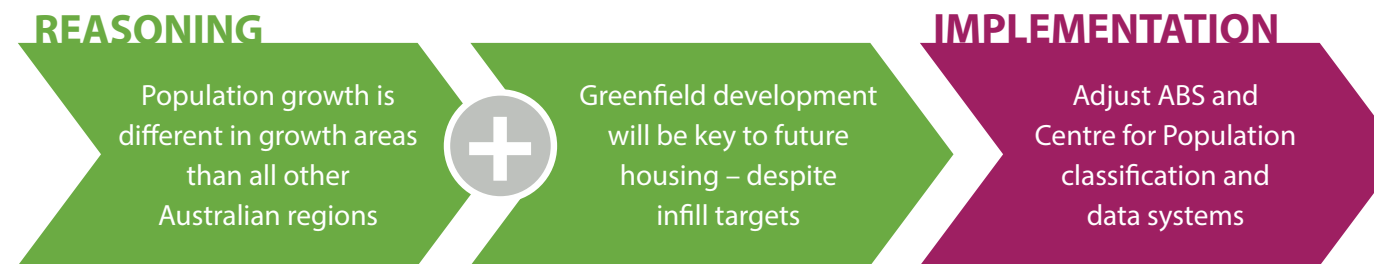 REASONING
Population growth is
different in growth areas
than all other
Australian regions
+
Greenfield development
will be key to future
housing – despite
infill targets
IMPLEMENTATION
Adjust ABS and
Centre for Population
classification and
data systems